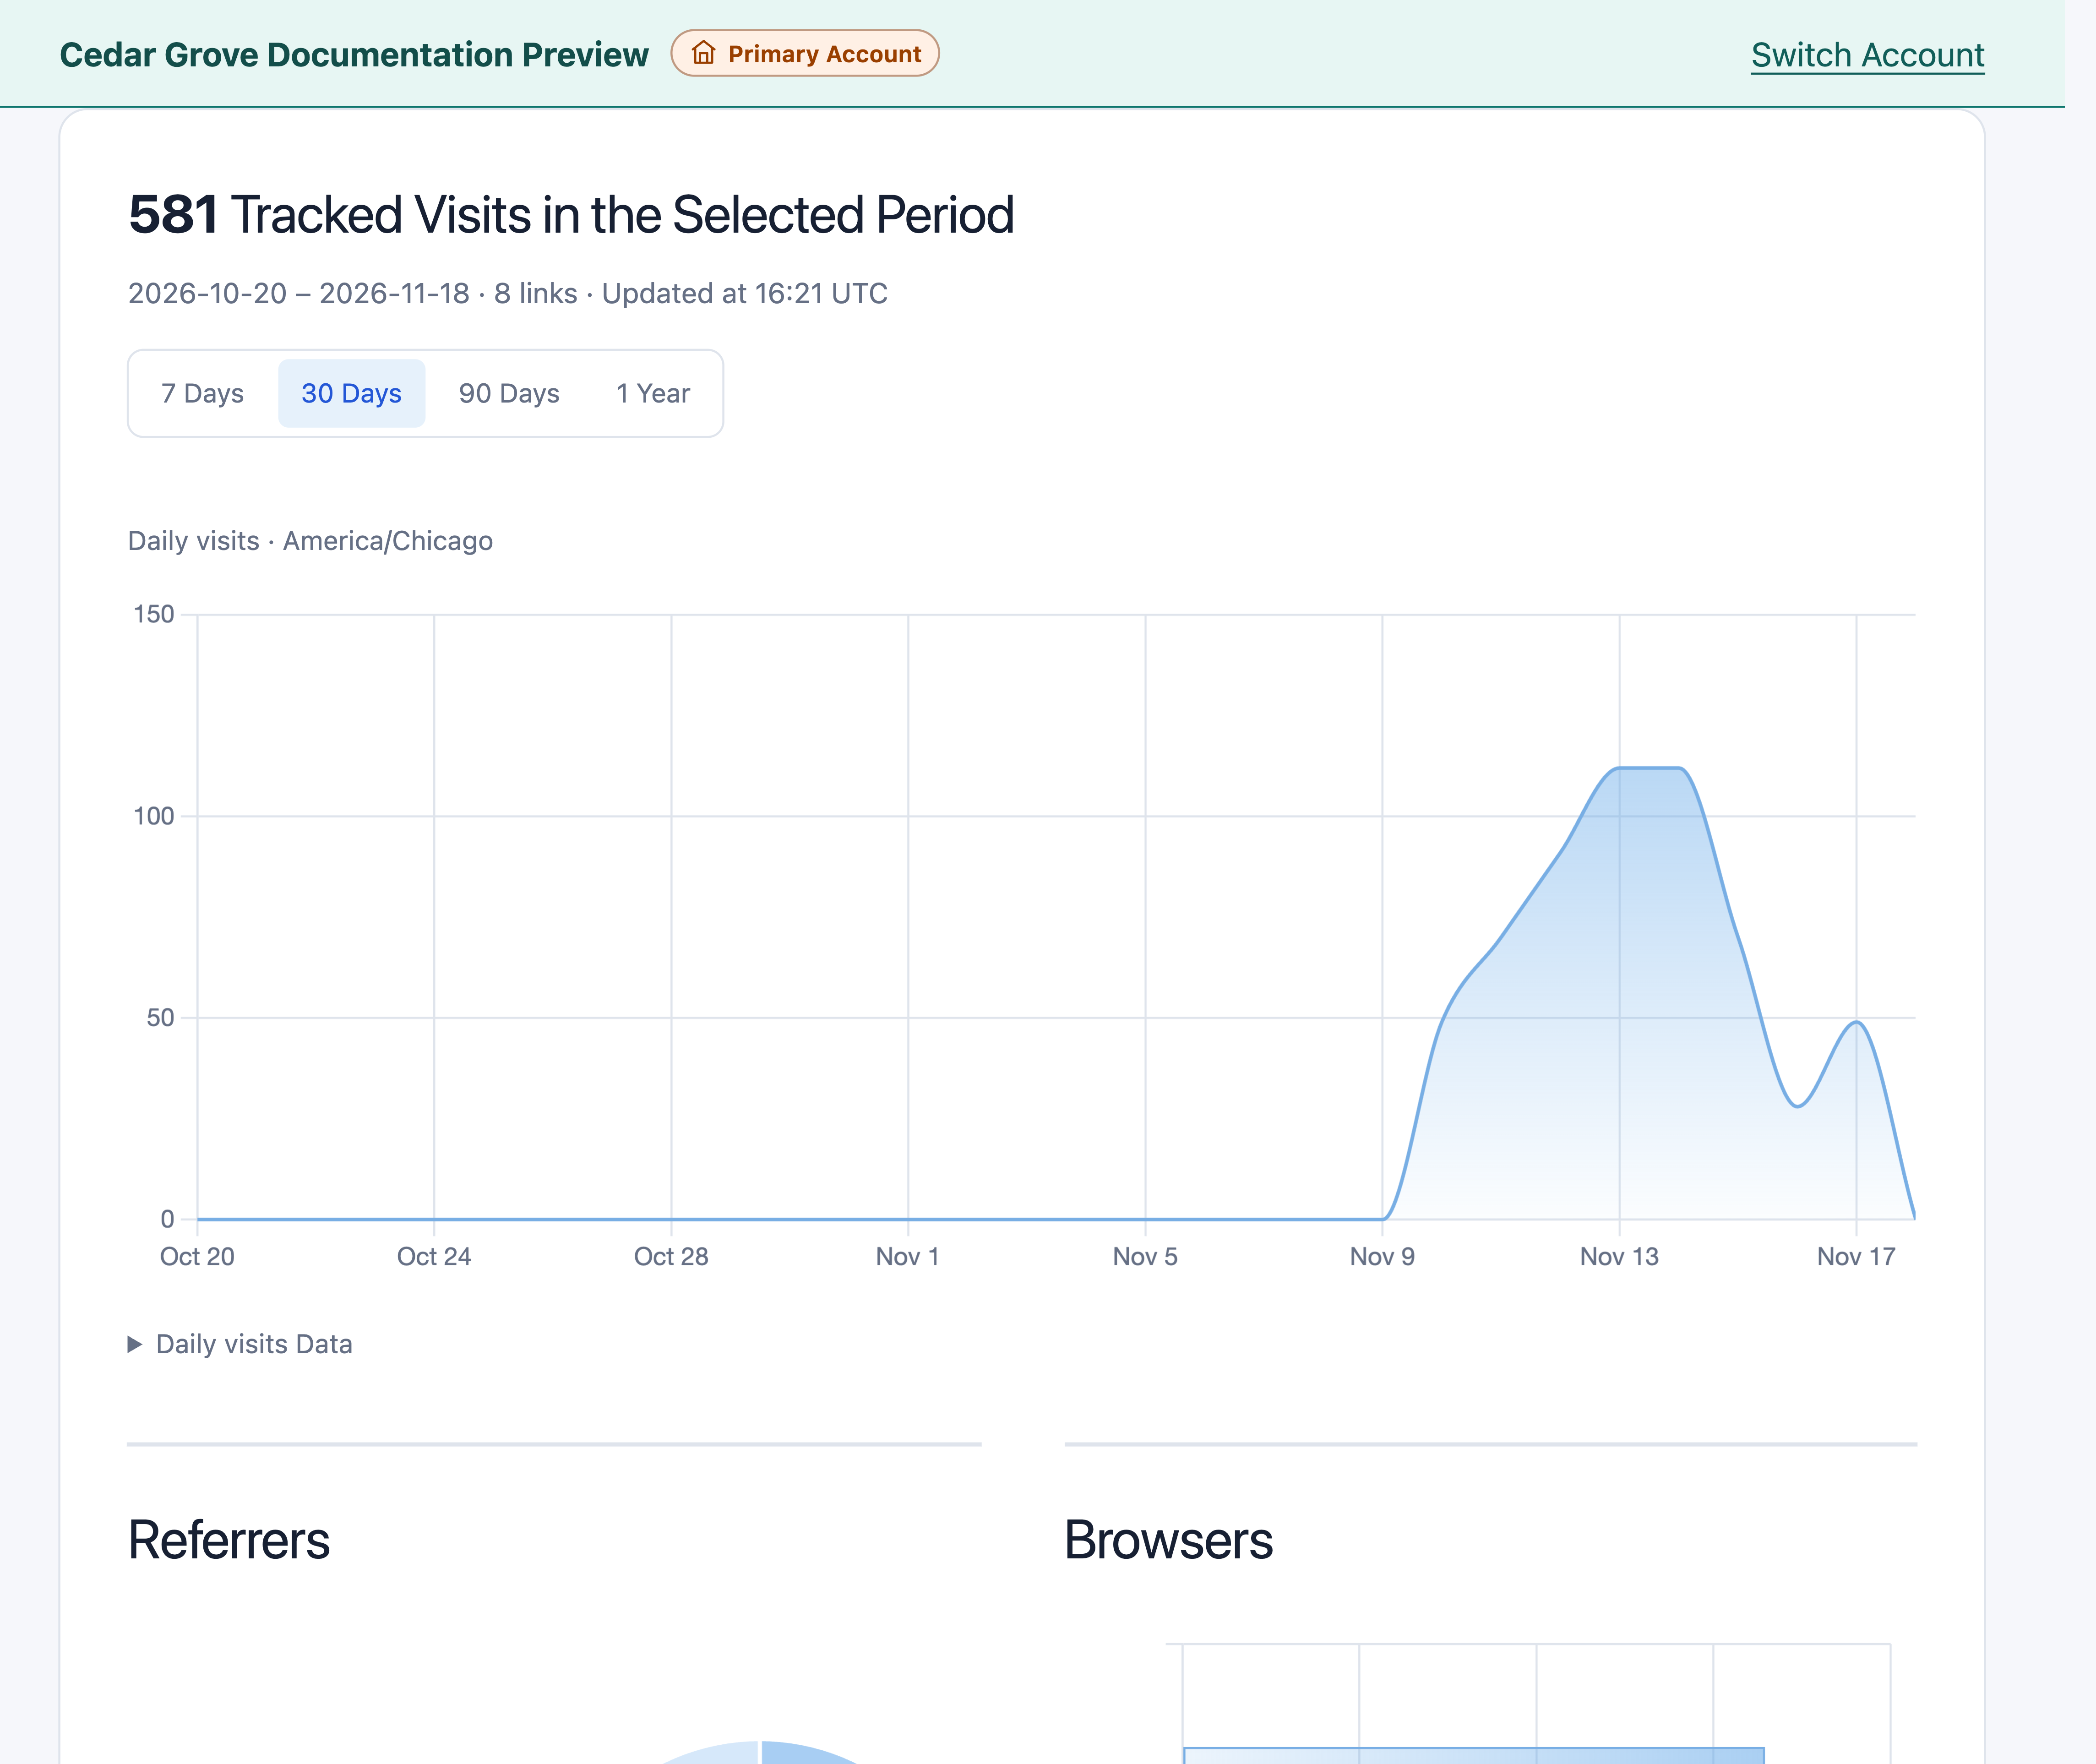 Cedar Grove Documentation Preview
Primary Account
Switch Account
581 Tracked Visits in the Selected Period
2026-10-20 – 2026-11-18 · 8 links · Updated at 16:21 UTC
7 Days
30 Days
90 Days
1 Year
Daily visits · America/Chicago
150
100
50
0
Oct 20
Oct 24
Oct 28
Nov 1
Nov 5
Nov 9
Nov 13
Nov 17
Daily visits Data
Referrers
Browsers